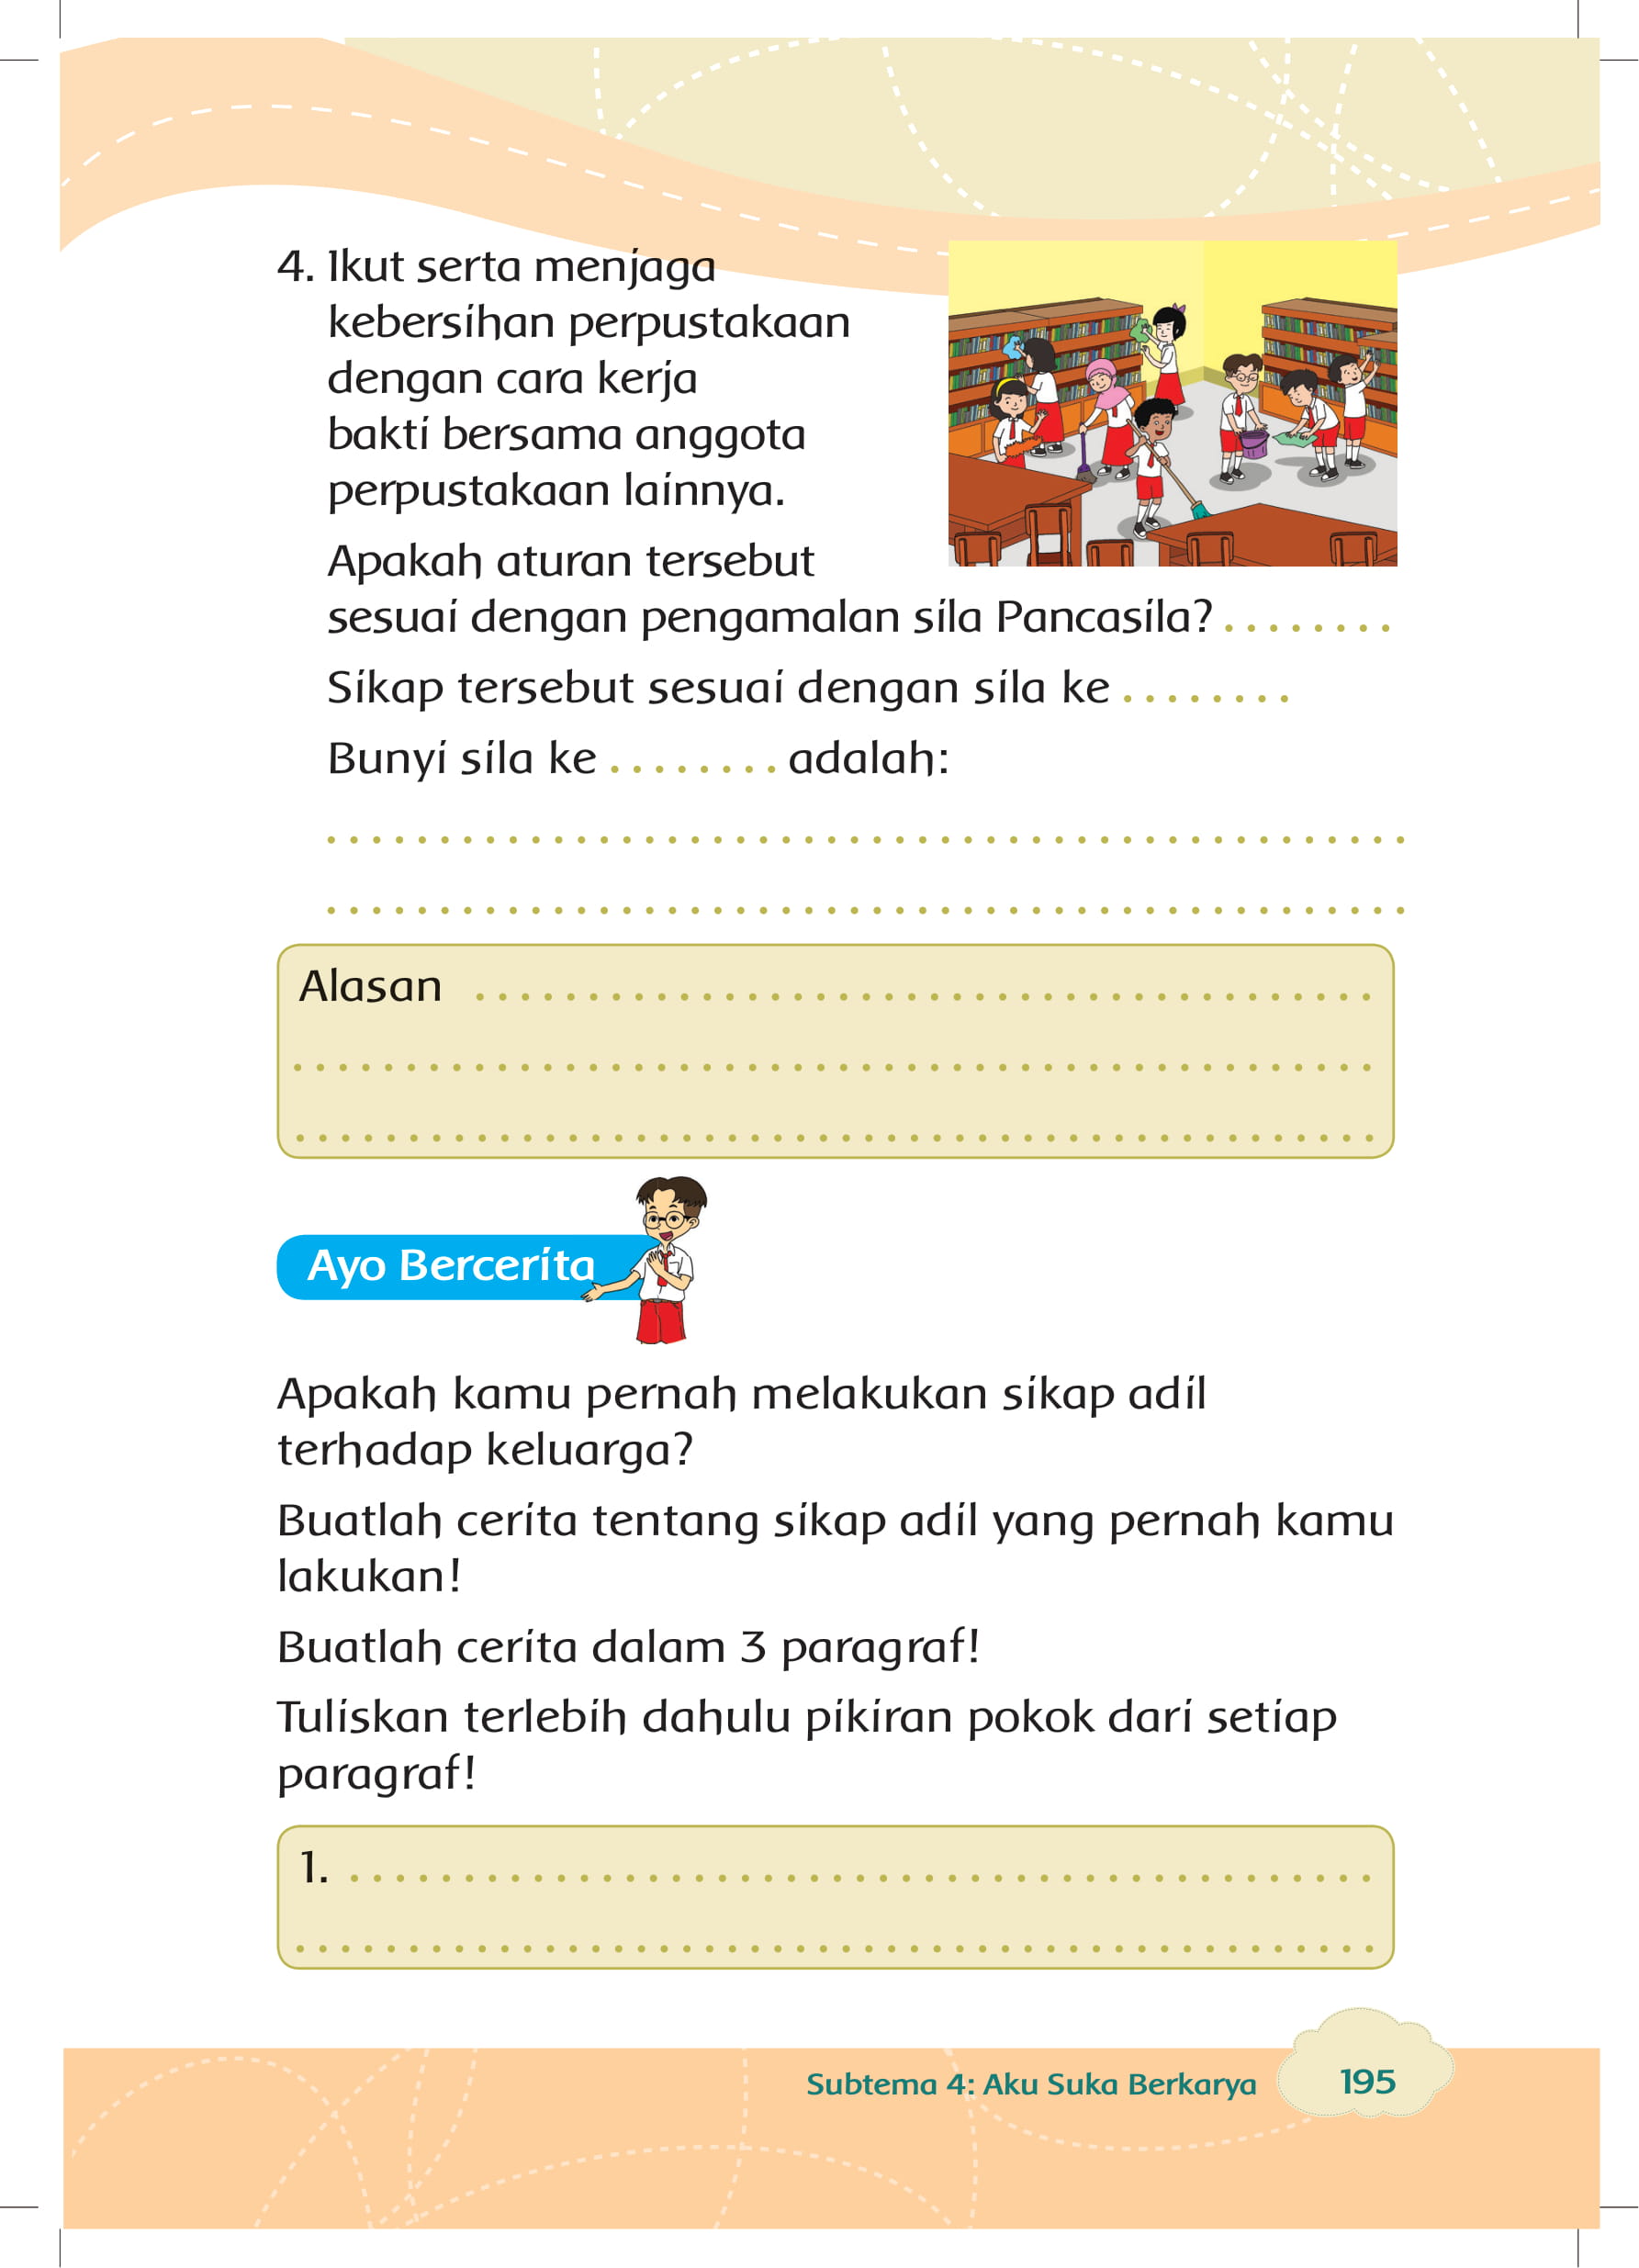 4. Ikut serta menjaga
kebersihan perpustakaan
dengan cara kerja
bakti bersama anggota
perpustakaan lainnya.
Apakah aturan tersebut
sesuai dengan pengamalan sila Pancasila? . . . . . . . .
Sikap tersebut sesuai dengan sila ke . . . . . . . .
Bunyi sila ke . . . . . . . . adalah:
Alasan
Ayo Bercerita
Apakah kamu pernah melakukan sikap adil
terhadap keluarga?
Buatlah cerita tentang sikap adil yang pernah kamu
lakukan!
Buatlah cerita dalam 3 paragraf!
Tuliskan terlebih dahulu pikiran pokok dari setiap
paragraf!
1.
Subtema 4: Aku Suka Berkarya
195